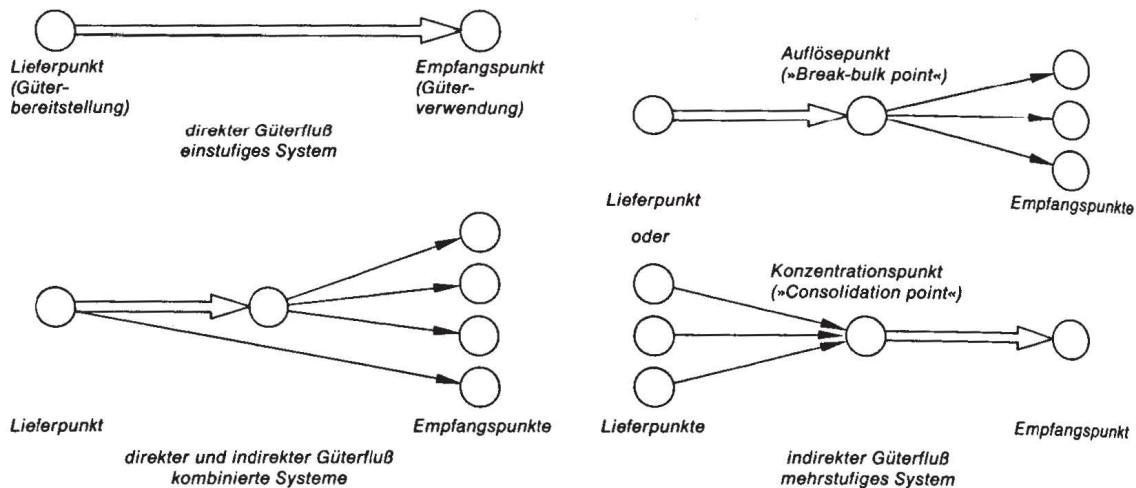 Lieferpunkt
(Güter-
bereitstellung)
Empfangspunkt
(Güter-
verwendung)
direkter Güterfluß
einstufiges System
Lieferpunkt
Empfangspunkte
direkter und indirekter Güterfluß
kombinierte Systeme
Auflösepunkt
(»Break-bulk point«)
Lieferpunkt
Empfangspunkte
oder
Konzentrationspunkt
(»Consolidation point«)
Lieferpunkte
Empfangspunkt
indirekter Güterfluß
mehrstufiges System